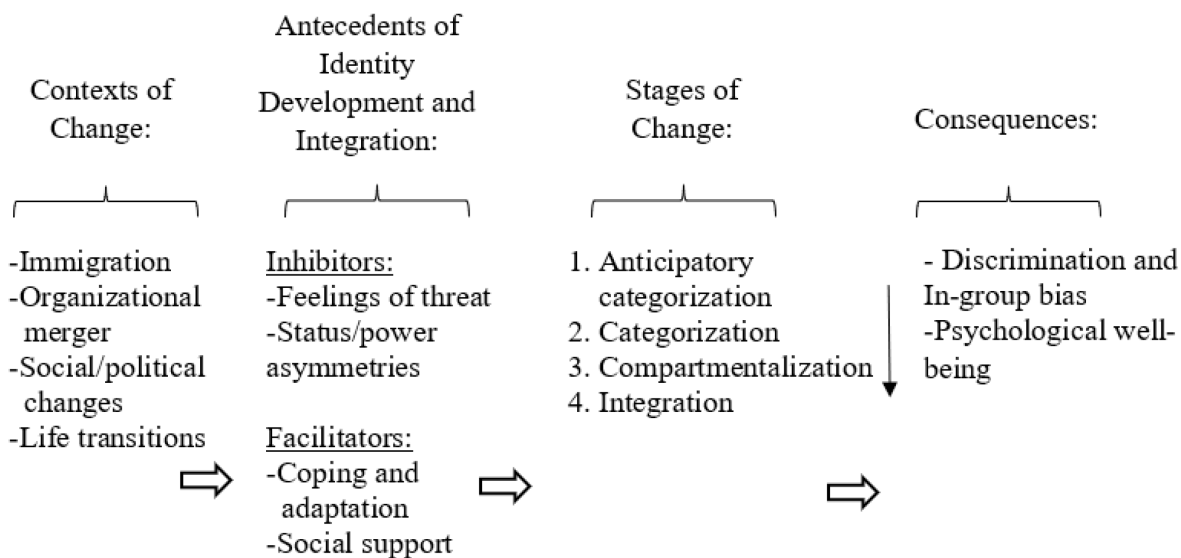 Contexts of
Change:
Antecedents of
Identity
Development and
Integration:
Stages of
Change:
Consequences:
-Immigration
-Organizational
merger
-Social/political
changes
-Life transitions
Inhibitors:
-Feelings of threat
-Status/power
asymmetries
Facilitators:
-Coping and
adaptation
-Social support
1. Anticipatory
categorization
2. Categorization
3. Compartmentalization
4. Integration
- Discrimination and
In-group bias
-Psychological well-
being